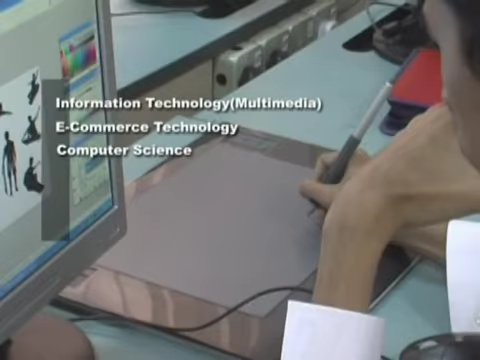 Information Technology(Multimedia)
E-Commerce Technology
Computer Science